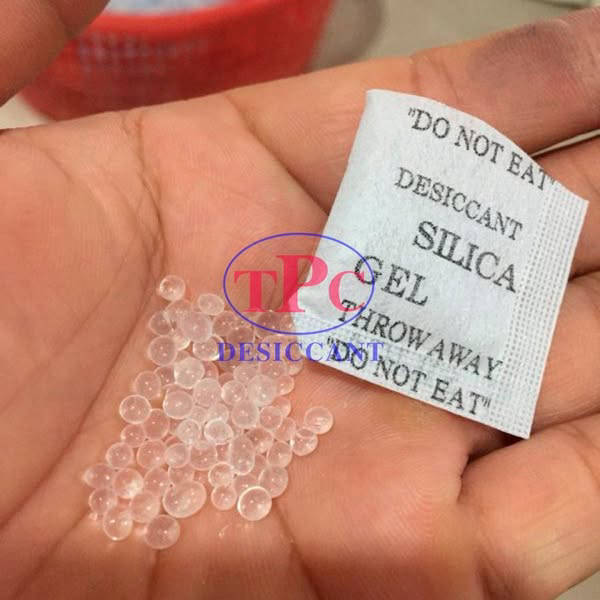 "DO NOT EAT"
DESICCANT
SILICA
GEL
THROW AWAY
"DO NOT EAT"
TPC
DESICCANT